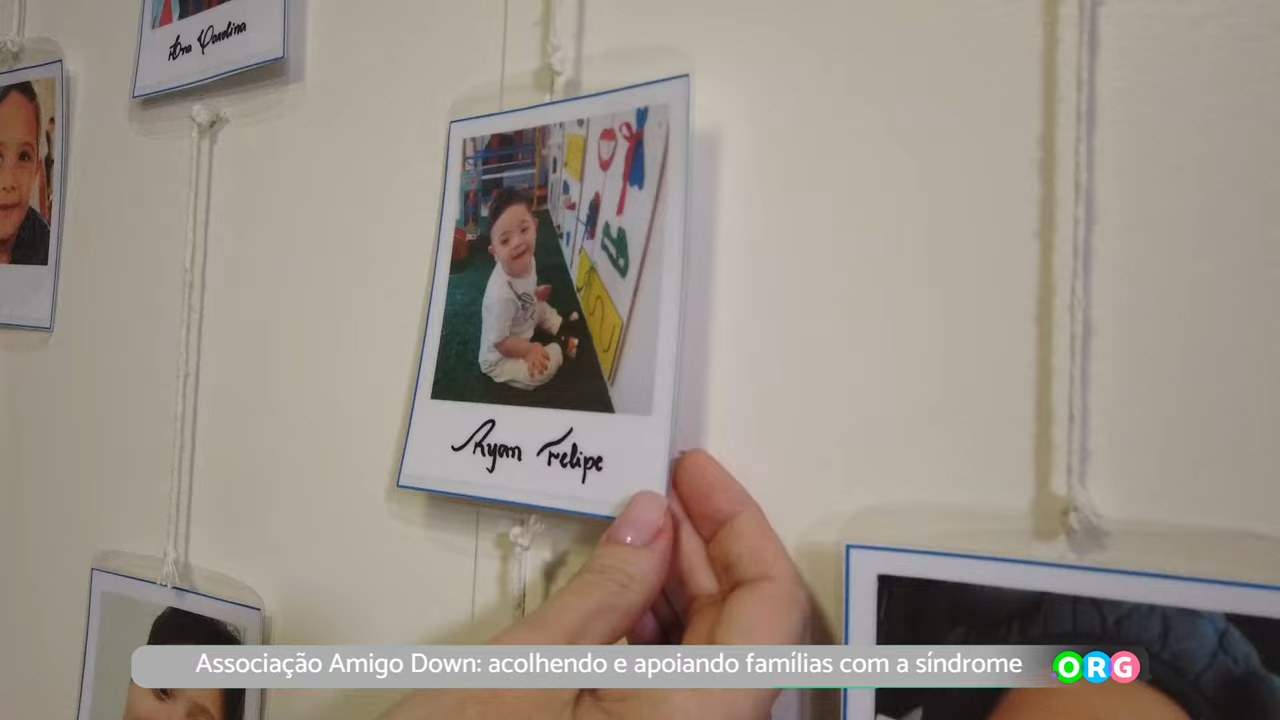 Ana Carolina
Ryan Felipe
Associação Amigo Down: acolhendo e apoiando famílias com a síndrome
ORG